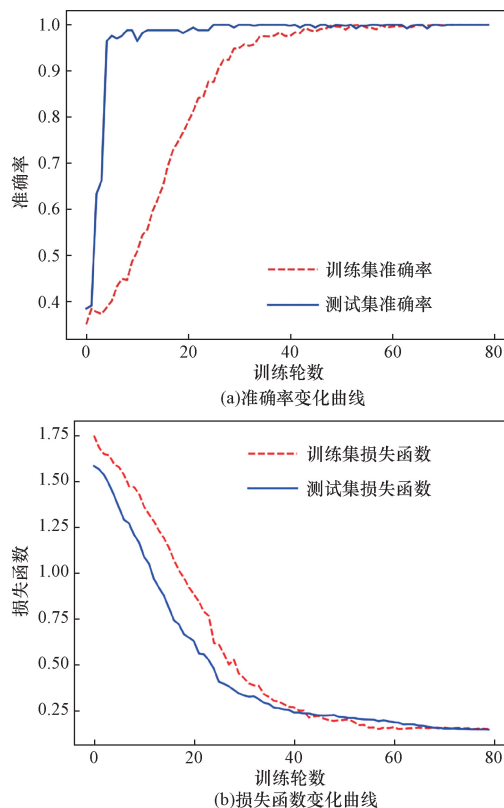 1.0
0.9
0.8
0.7
0.6
0.5
0.4
准确率
训练集准确率
测试集准确率
0 20 40 60 80
训练轮数
(a)准确率变化曲线
1.75
1.50
1.25
1.00
0.75
0.50
0.25
损失函数
训练集损失函数
测试集损失函数
0 20 40 60 80
训练轮数
(b)损失函数变化曲线